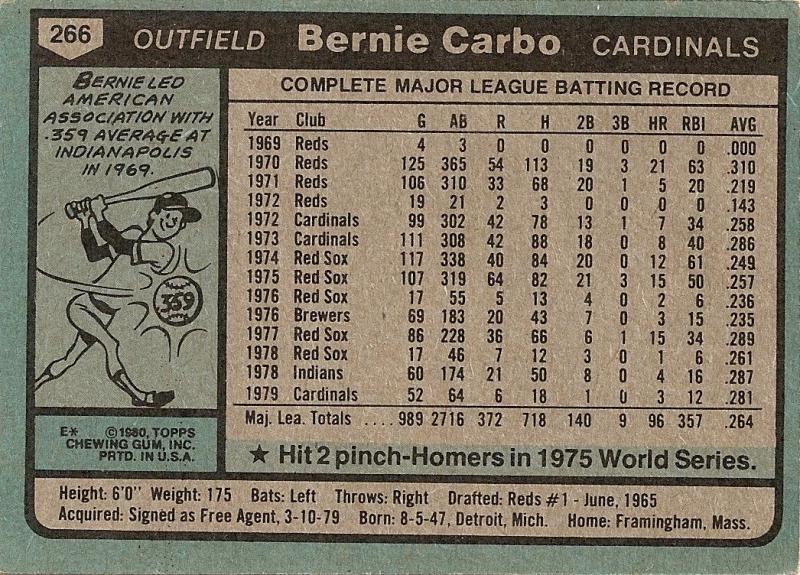 266 OUTFIELD Bernie Carbo CARDINALS
BERNIE LED
AMERICAN
ASSOCIATION WITH
.359 AVERAGE AT
INDIANAPOLIS
IN 1969.
359
E* ©1980, TOPPS
CHEWING GUM, INC.
PRTD. IN U.S.A.
COMPLETE MAJOR LEAGUE BATTING RECORD
Year Club G AB R H 2B 3B HR RBI AVG
1969 Reds 4 3 0 0 0 0 0 0 .000
1970 Reds 125 365 54 113 19 3 21 63 .310
1971 Reds 106 310 33 68 20 1 5 20 .219
1972 Reds 19 21 2 3 0 0 0 0 .143
1972 Cardinals 99 302 42 78 13 1 7 34 .258
1973 Cardinals 111 308 42 88 18 0 8 40 .286
1974 Red Sox 117 338 40 84 20 0 12 61 .249
1975 Red Sox 107 319 64 82 21 3 15 50 .257
1976 Red Sox 17 55 5 13 4 0 2 6 .236
1976 Brewers 69 183 20 43 7 0 3 15 .235
1977 Red Sox 86 228 36 66 6 1 15 34 .289
1978 Red Sox 17 46 7 12 3 0 1 6 .261
1978 Indians 60 174 21 50 8 0 4 16 .287
1979 Cardinals 52 64 6 18 1 0 3 12 .281
Maj. Lea. Totals .... 989 2716 372 718 140 9 96 357 .264
★ Hit 2 pinch-Homers in 1975 World Series.
Height: 6'0" Weight: 175 Bats: Left Throws: Right Drafted: Reds #1 - June, 1965
Acquired: Signed as Free Agent, 3-10-79 Born: 8-5-47, Detroit, Mich. Home: Framingham, Mass.